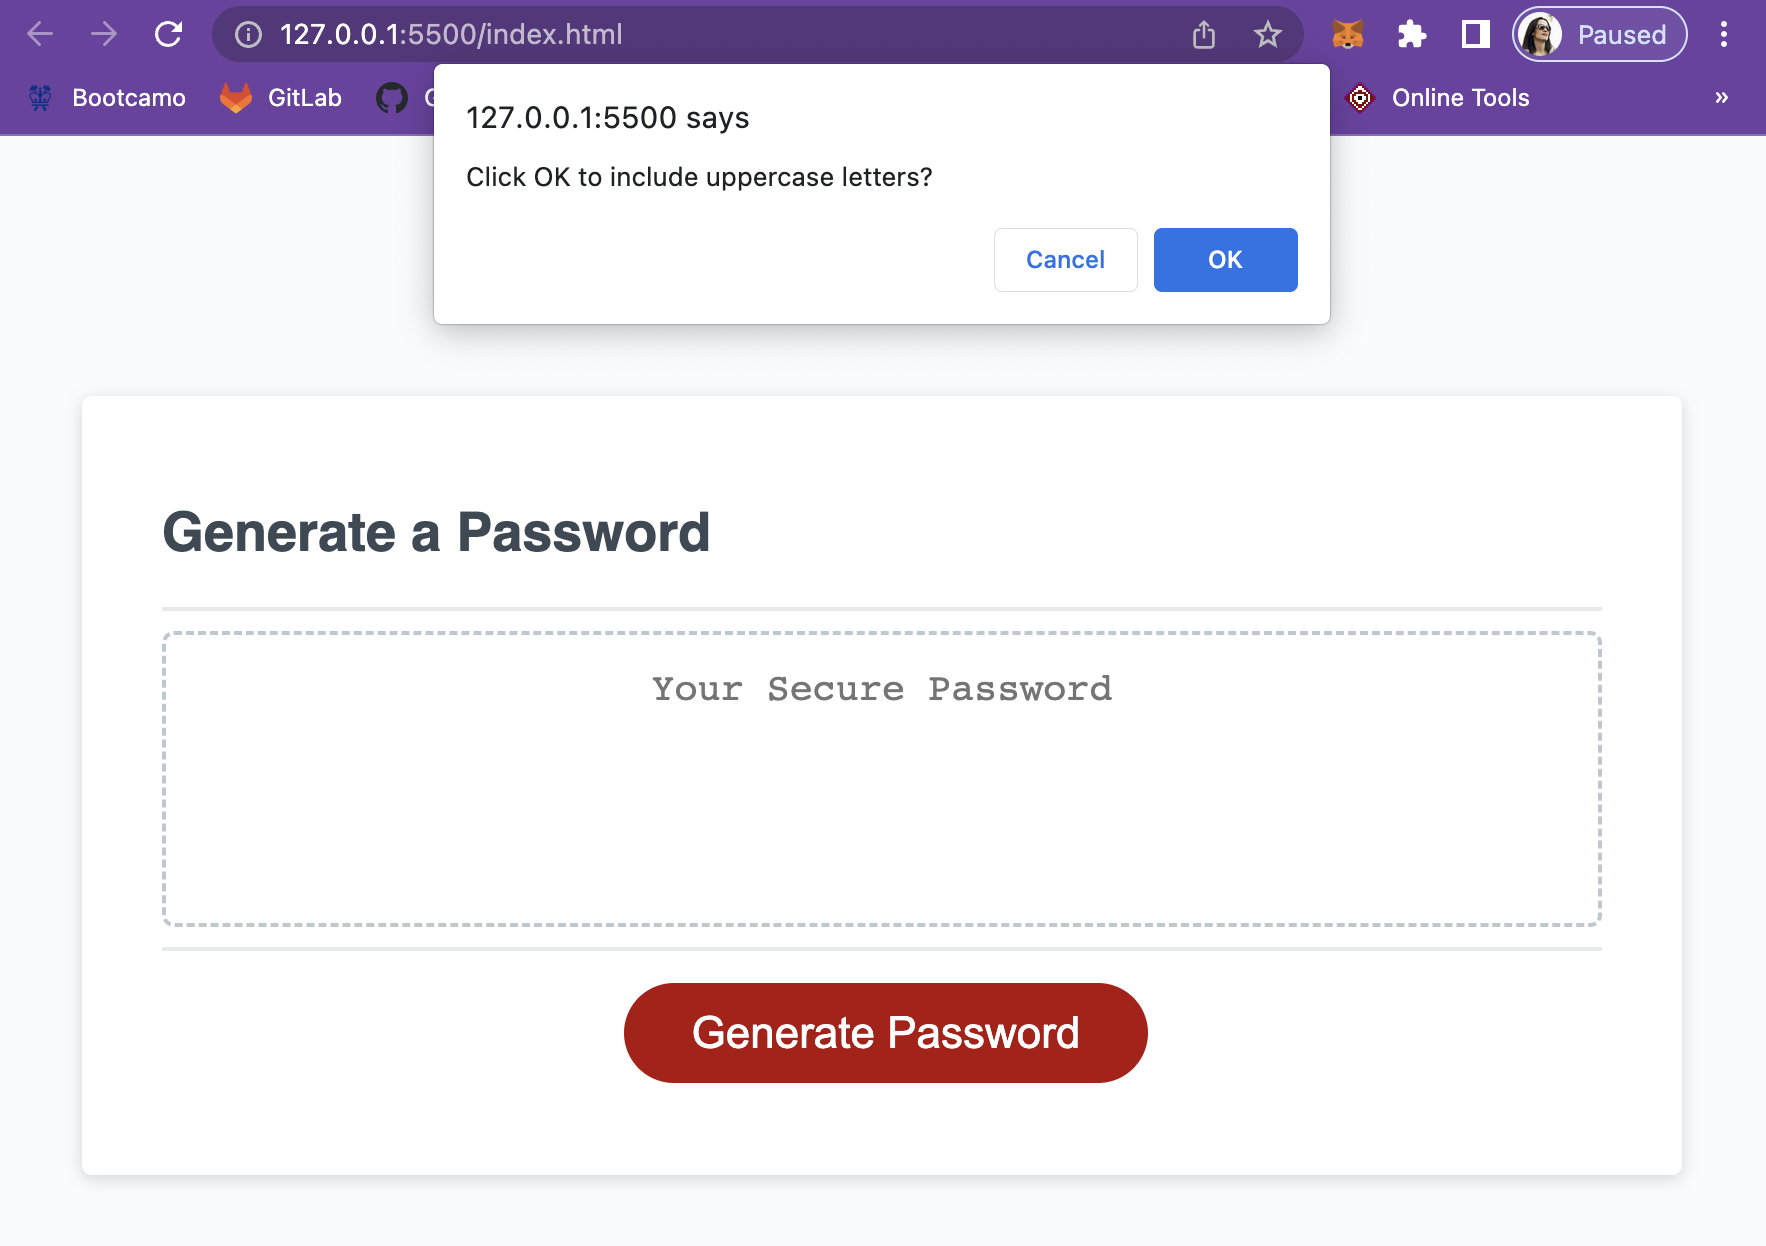 127.0.0.1:5500/index.html
Paused
Bootcamo
GitLab
Online Tools
»
127.0.0.1:5500 says
Click OK to include uppercase letters?
Cancel
OK
Generate a Password
Your Secure Password
Generate Password